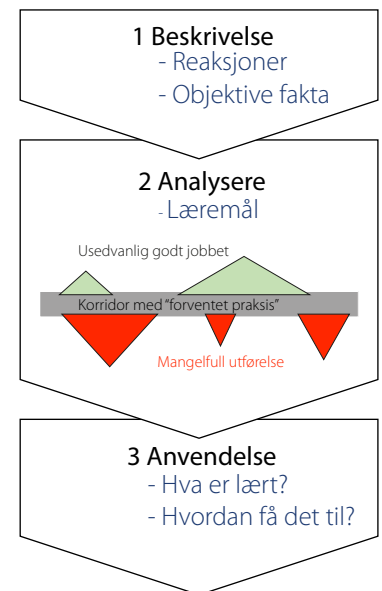 1 Beskrivelse
- Reaksjoner
- Objektive fakta
2 Analysere
- Læremål
Usedvanlig godt jobbet
Korridor med “forventet praksis”
Mangelfull utførelse
3 Anvendelse
- Hva er lært?
- Hvordan få det til?